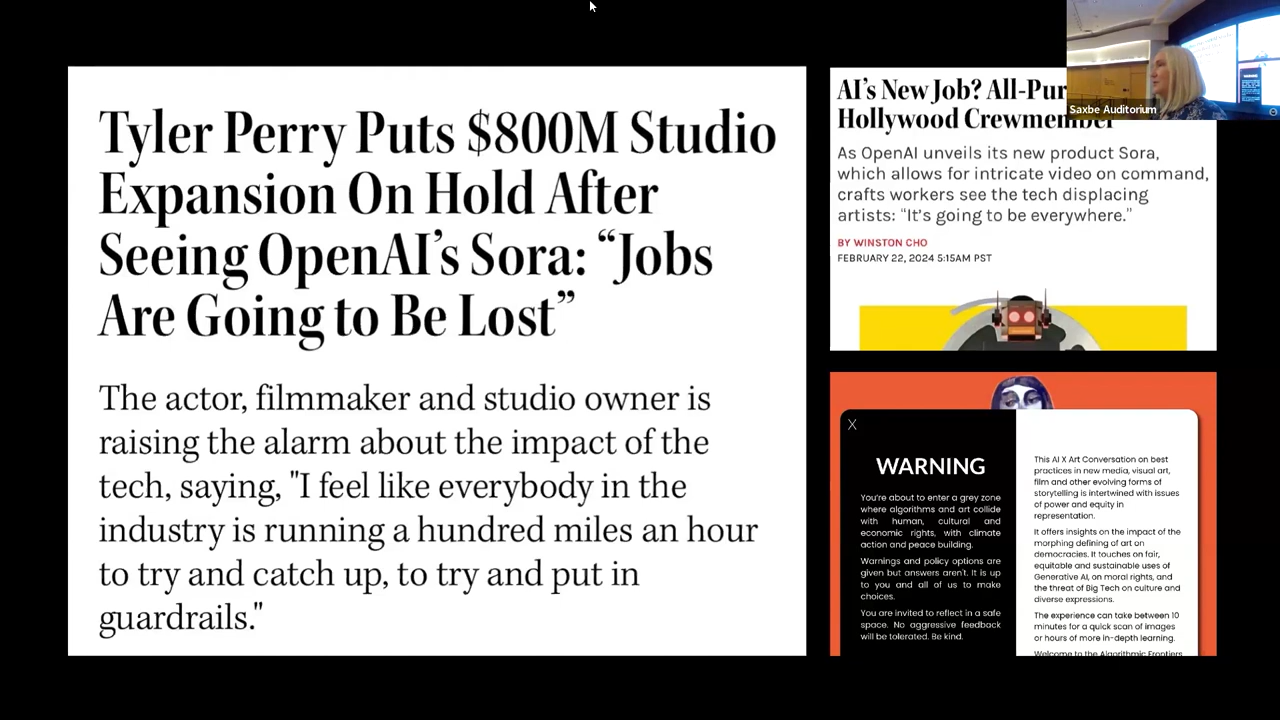 Tyler Perry Puts $800M Studio
Expansion On Hold After
Seeing OpenAI’s Sora: “Jobs
Are Going to Be Lost”
The actor, filmmaker and studio owner is
raising the alarm about the impact of the
tech, saying, "I feel like everybody in the
industry is running a hundred miles an hour
to try and catch up, to try and put in
guardrails."
AI’s New Job? All-Pur
Hollywood Crewmember
As OpenAI unveils its new product Sora,
which allows for intricate video on command,
crafts workers see the tech displacing
artists: “It’s going to be everywhere.”
BY WINSTON CHO
FEBRUARY 22, 2024 5:15AM PST
Saxbe Auditorium
X
WARNING
You’re about to enter a grey zone
where algorithms and art collide
with human, cultural and
economic rights, with climate
action and peace building.
Warnings and policy options are
given but answers aren’t. It is up
to you and all of us to make
choices.
You are invited to reflect in a safe
space. No aggressive feedback
will be tolerated. Be kind.
This AI X Art Conversation on best
practices in new media, visual art,
film and other evolving forms of
storytelling is intertwined with issues
of power and equity in
representation.
It offers insights on the impact of the
morphing defining of art on
democracies. It touches on fair,
equitable and sustainable uses of
Generative AI, on moral rights, and
the threat of Big Tech on culture and
diverse expressions.
The experience can take between 10
minutes for a quick scan of images
or hours of more in-depth learning.
Welcome to the Algorithmic Frontiers